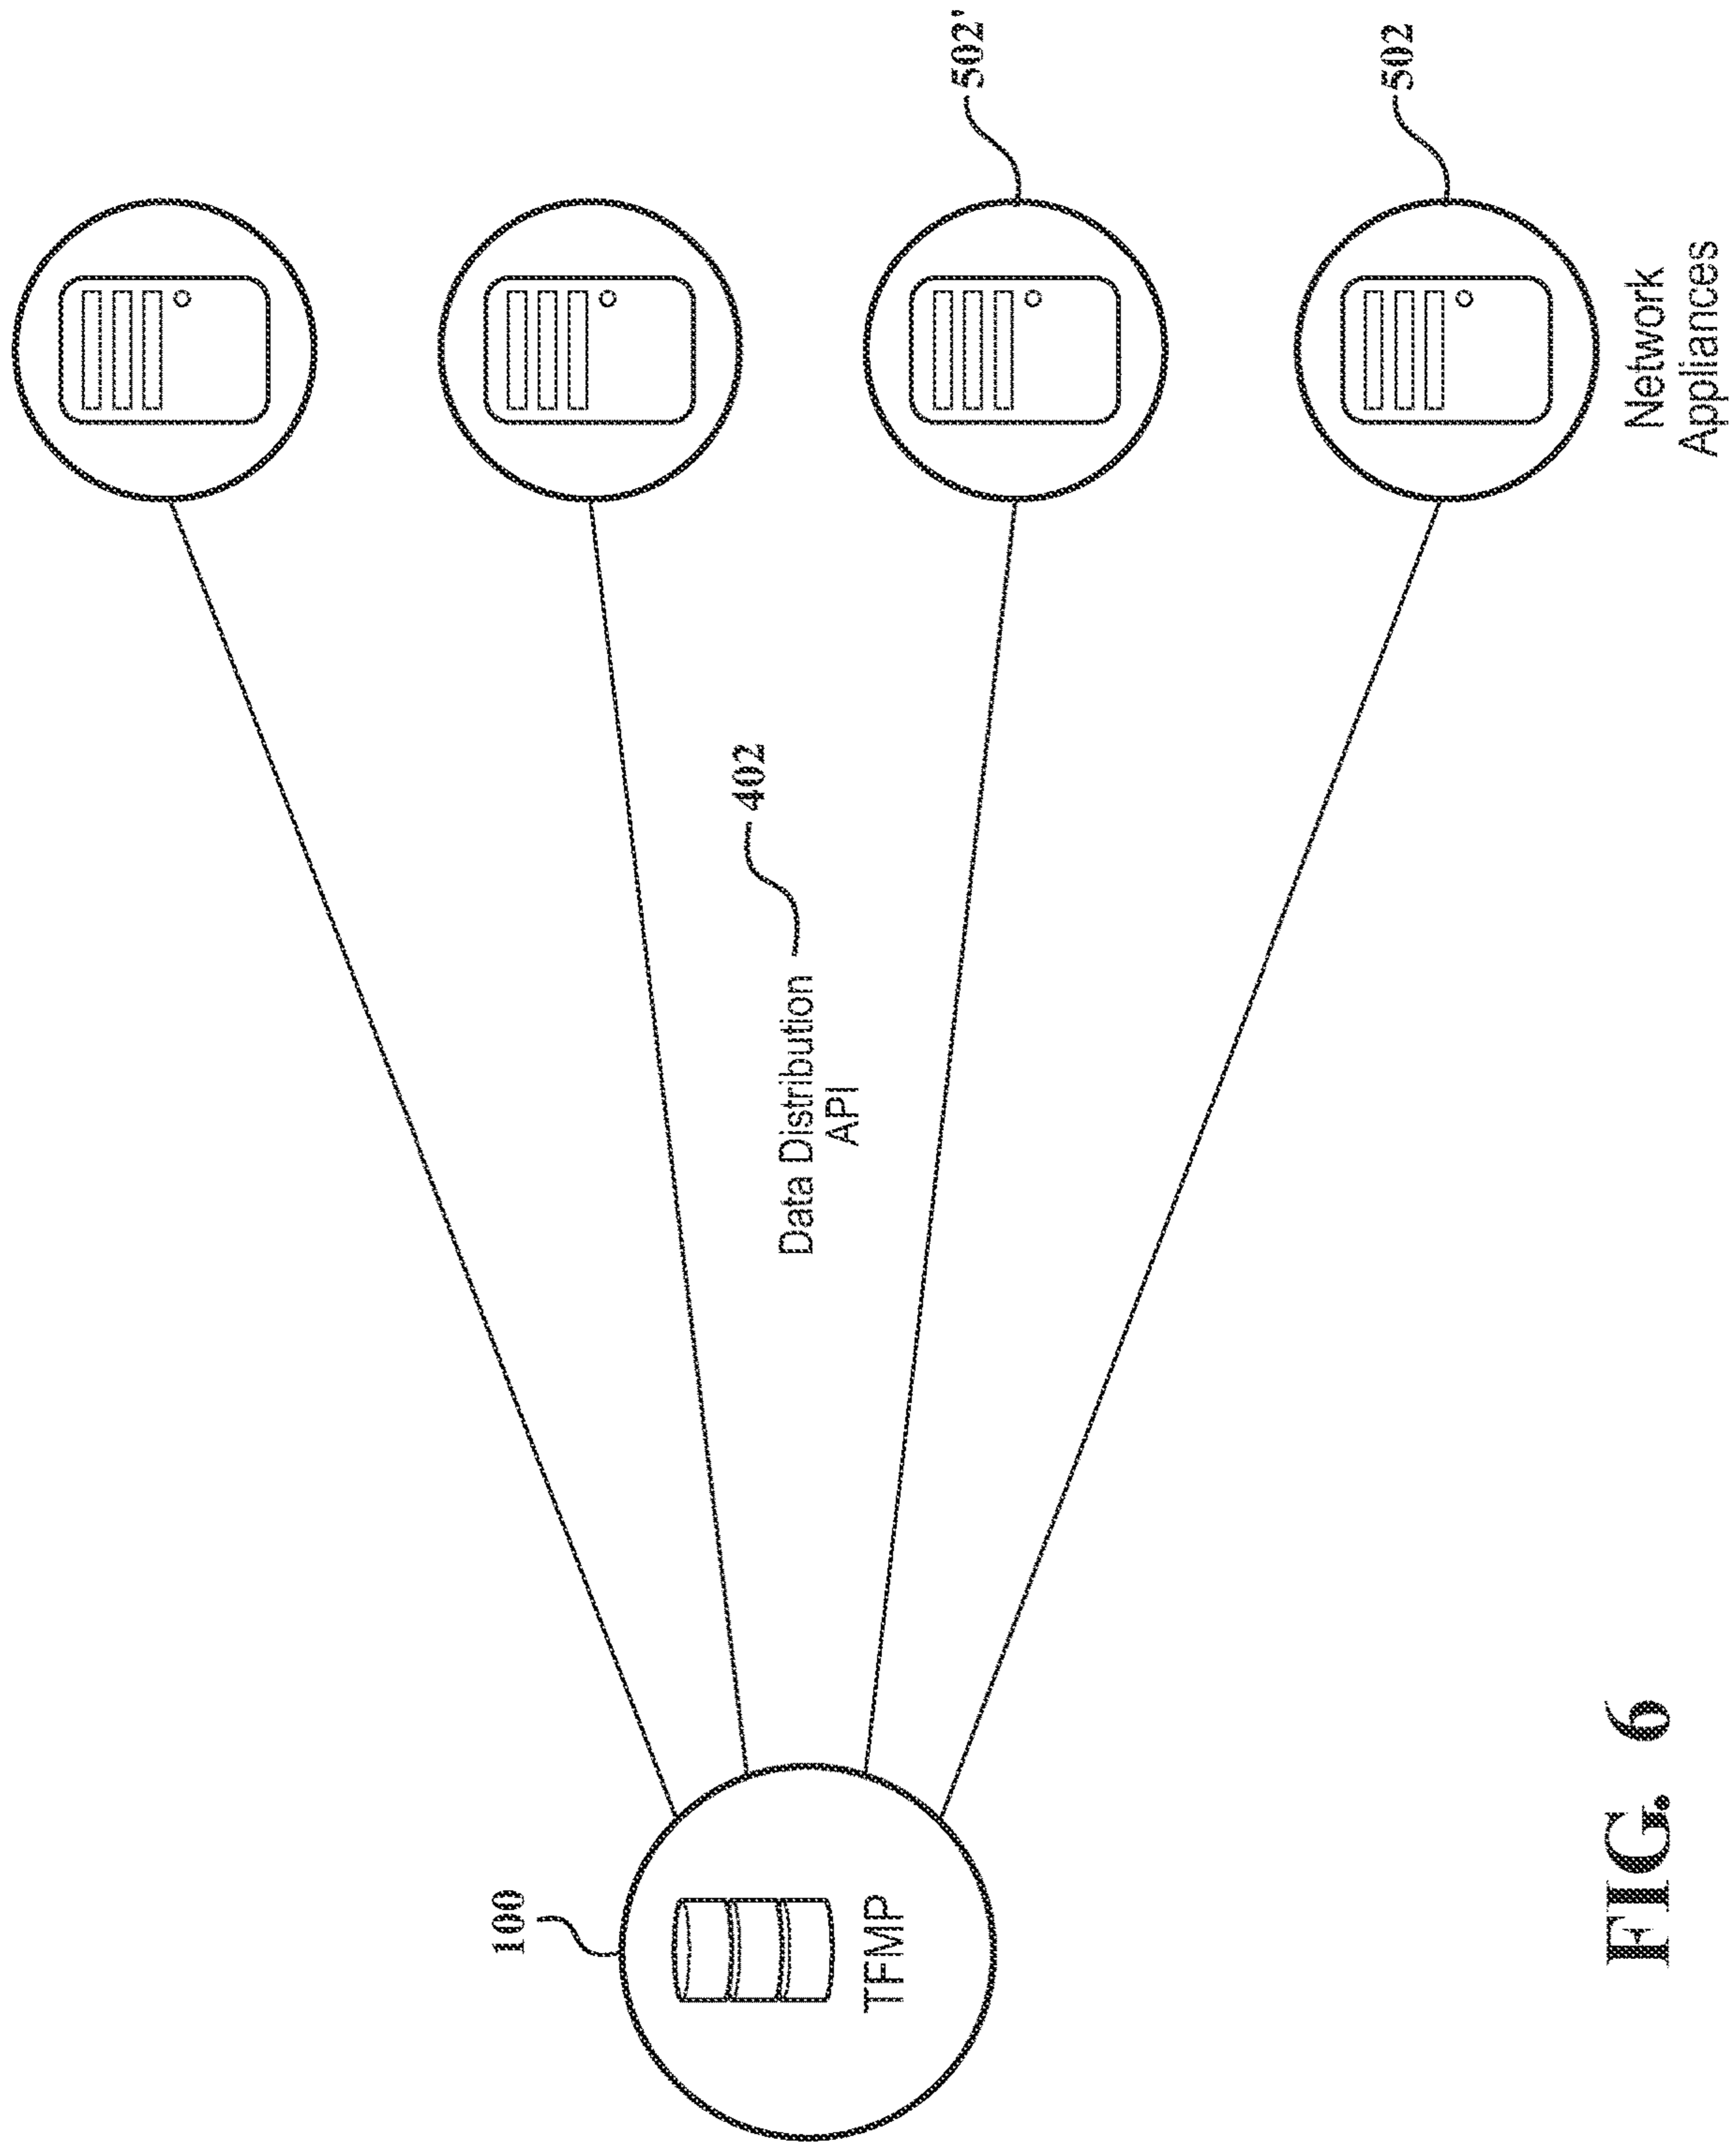 502'
502
402
Data Distribution
API
Network
Appliances
100
TFMP
FIG. 6